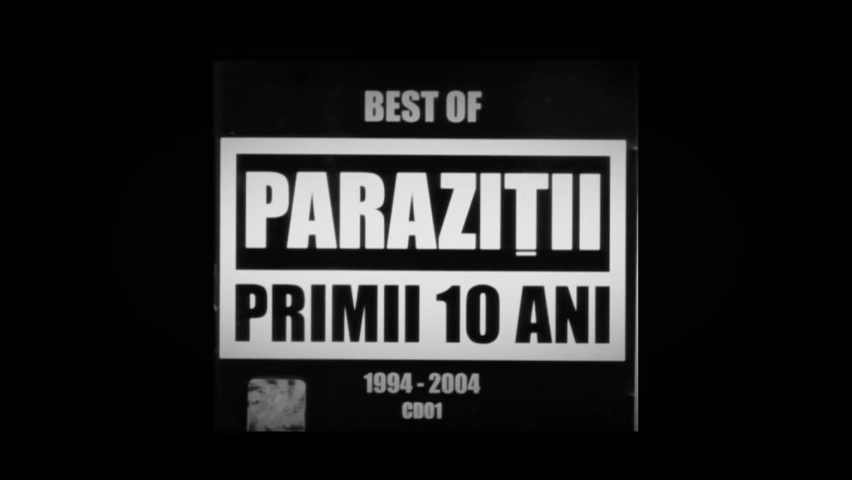 BEST OF
PARAZIȚII
PRIMII 10 ANI
1994 - 2004
CD01